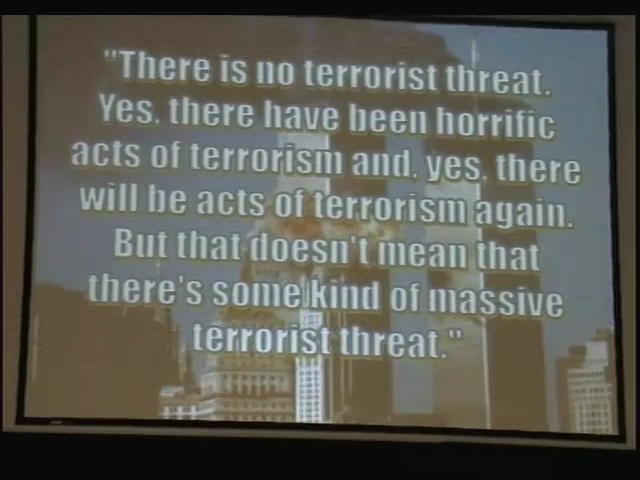 "There is no terrorist threat.
Yes, there have been horrific
acts of terrorism and, yes, there
will be acts of terrorism again.
But that doesn't mean that
there's some kind of massive
terrorist threat."